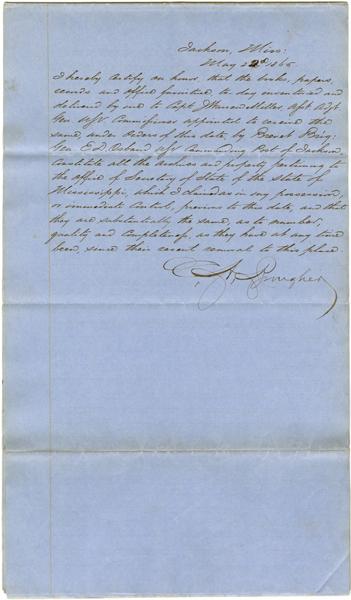 Jackson, Miss:
May 22d 1865
I hereby certify on honor that the books, papers,
records and office furniture to day inventoried and
delivered by me to Capt J. Warren Miller Asst Adjt
Gen USV. Commissioner appointed to receive the
same, under orders of this date by Brevet Brig:
Gen E. D. Osband USV Commanding Post of Jackson,
Constitute all the archives and property pertaining to
the office of Secretary of State of the State of
Mississippi, which I had in my possession,
or immediate control, previous to this date, and that
they are substantially the same, as to number,
quality and completeness, as they have at any time
been, since their recent removal to this place.
C. A. Brougher